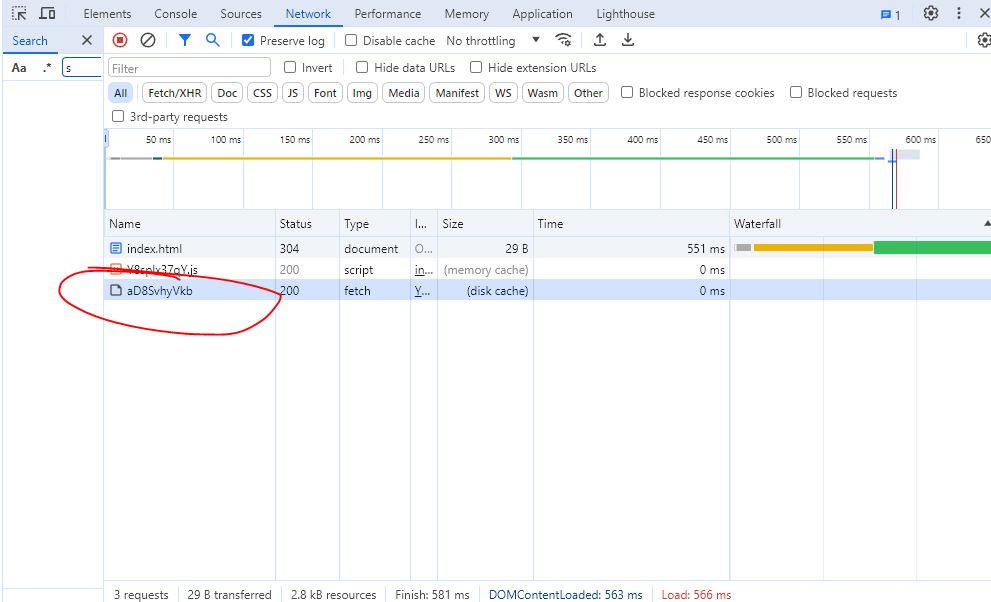 Elements Console Sources Network Performance Memory Application Lighthouse 1
Search Preserve log Disable cache No throttling
Aa .* s Filter Invert Hide data URLs Hide extension URLs
All Fetch/XHR Doc CSS JS Font Img Media Manifest WS Wasm Other Blocked response cookies Blocked requests
3rd-party requests
50 ms 100 ms 150 ms 200 ms 250 ms 300 ms 350 ms 400 ms 450 ms 500 ms 550 ms 600 ms 650
Name Status Type I... Size Time Waterfall
index.html 304 document O... 29 B 551 ms
200 script in... (memory cache) 0 ms
aD8SvhyVkb 200 fetch Y... (disk cache) 0 ms
3 requests 29 B transferred 2.8 kB resources Finish: 581 ms DOMContentLoaded: 563 ms Load: 566 ms